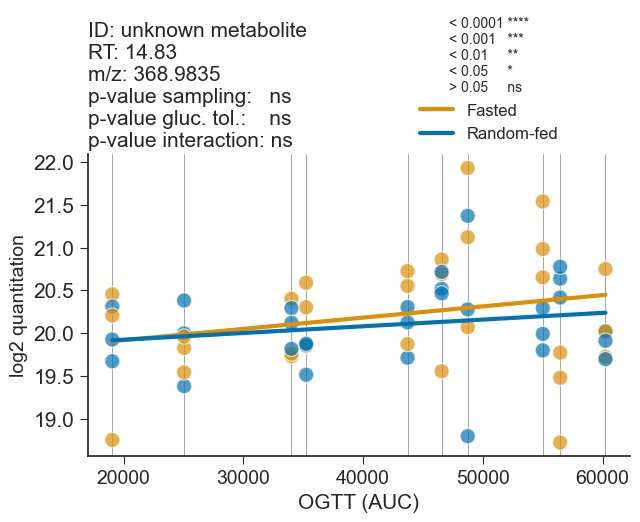 ID: unknown metabolite
RT: 14.83
m/z: 368.9835
p-value sampling: ns
p-value gluc. tol.: ns
p-value interaction: ns
< 0.0001 ****
< 0.001 ***
< 0.01 **
< 0.05 *
> 0.05 ns
Fasted
Random-fed
22.0
21.5
21.0
20.5
20.0
19.5
19.0
log2 quantitation
20000 30000 40000 50000 60000
OGTT (AUC)